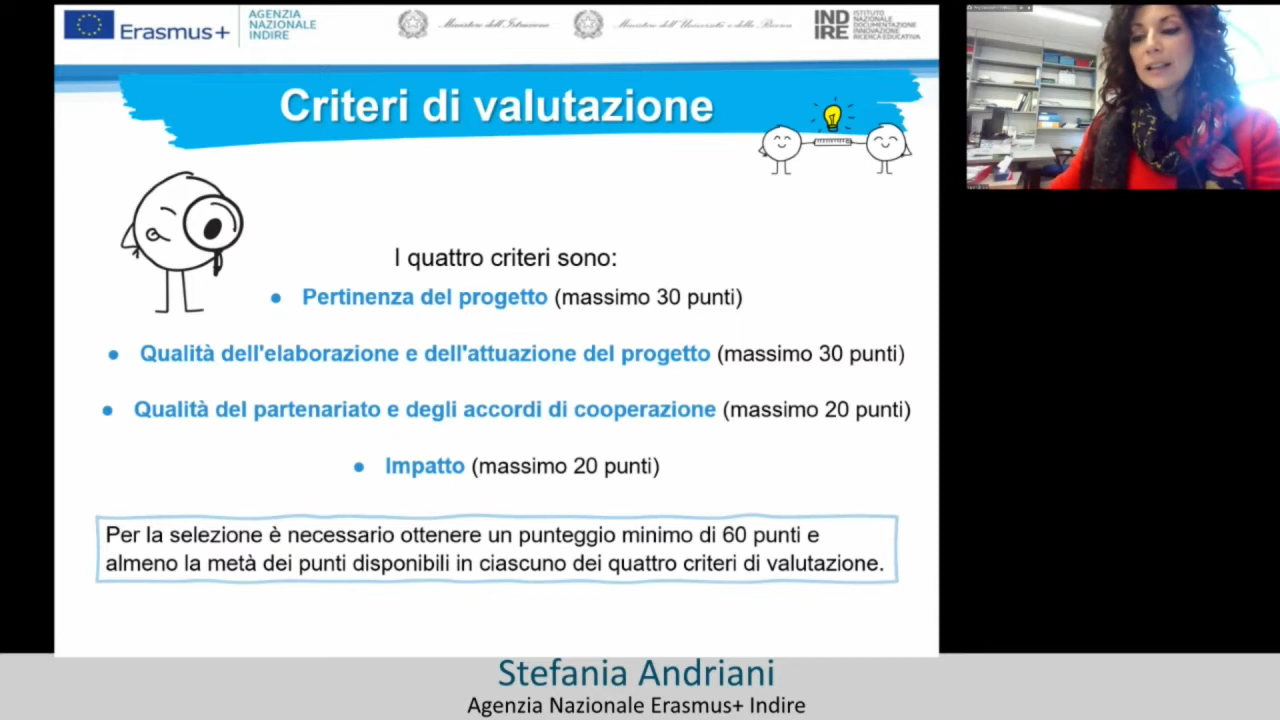 Erasmus+
AGENZIA
NAZIONALE
INDIRE
Ministero dell'Istruzione
Ministero dell'Università e della Ricerca
IND
IRE
ISTITUTO
NAZIONALE
DOCUMENTAZIONE
INNOVAZIONE
RICERCA EDUCATIVA
Criteri di valutazione
I quattro criteri sono:
● Pertinenza del progetto (massimo 30 punti)
● Qualità dell'elaborazione e dell'attuazione del progetto (massimo 30 punti)
● Qualità del partenariato e degli accordi di cooperazione (massimo 20 punti)
● Impatto (massimo 20 punti)
Per la selezione è necessario ottenere un punteggio minimo di 60 punti e
almeno la metà dei punti disponibili in ciascuno dei quattro criteri di valutazione.
Stefania Andriani
Agenzia Nazionale Erasmus+ Indire